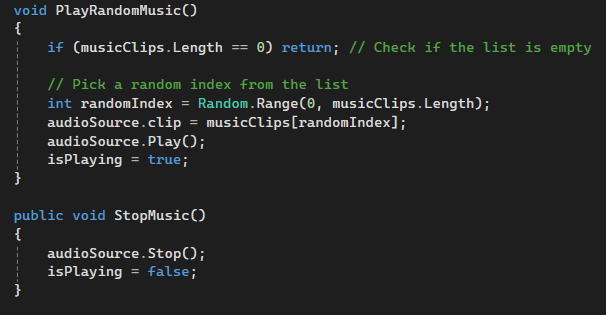 void PlayRandomMusic()
{
if (musicClips.Length == 0) return; // Check if the list is empty
// Pick a random index from the list
int randomIndex = Random.Range(0, musicClips.Length);
audioSource.clip = musicClips[randomIndex];
audioSource.Play();
isPlaying = true;
}
public void StopMusic()
{
audioSource.Stop();
isPlaying = false;
}